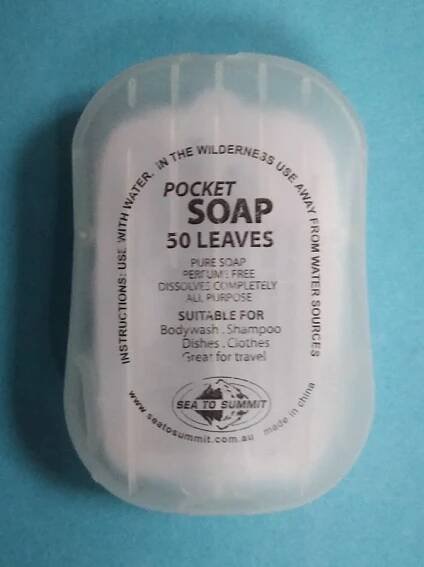 INSTRUCTIONS: USE WITH WATER. IN THE WILDERNESS USE AWAY FROM WATER SOURCES
POCKET
SOAP
50 LEAVES
PURE SOAP
PERFUME FREE
DISSOLVES COMPLETELY
ALL PURPOSE
SUITABLE FOR
Bodywash . Shampoo
Dishes . Clothes
Great for travel
SEA TO SUMMIT
www.seatosummit.com.au made in china